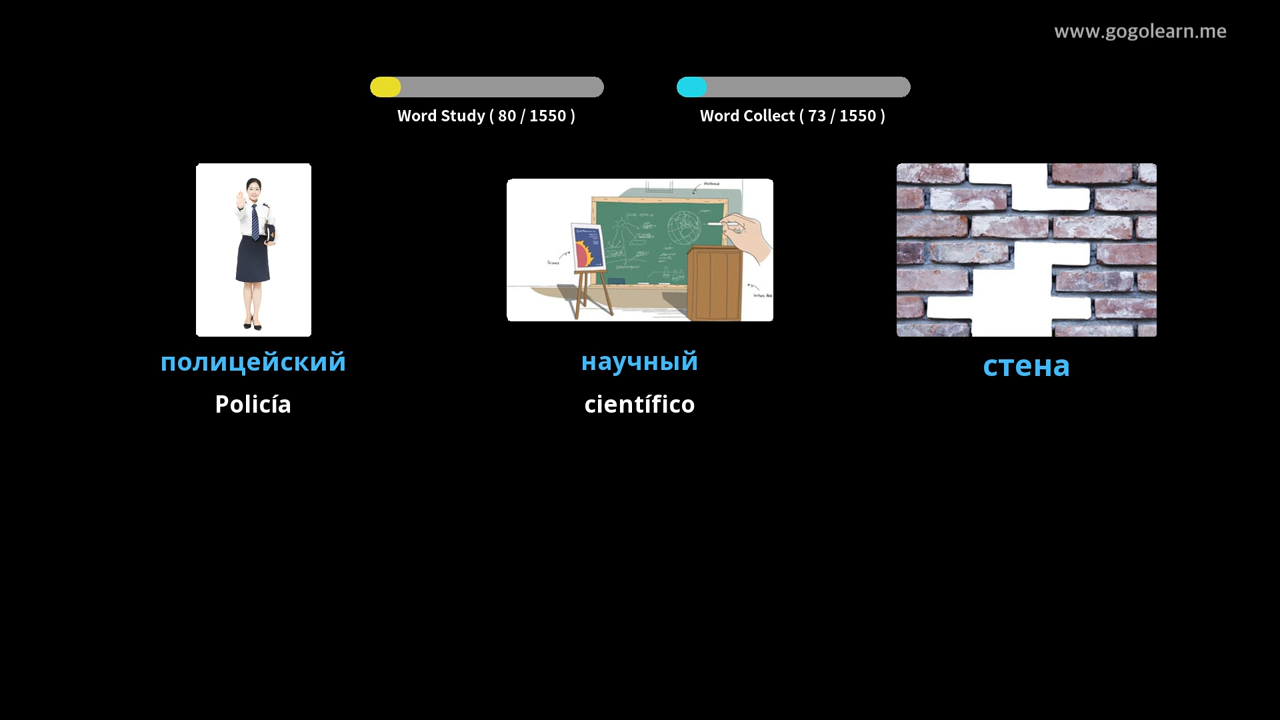 www.gogolearn.me
Word Study ( 80 / 1550 )
Word Collect ( 73 / 1550 )
полицейский
научный
стена
Policía
científico